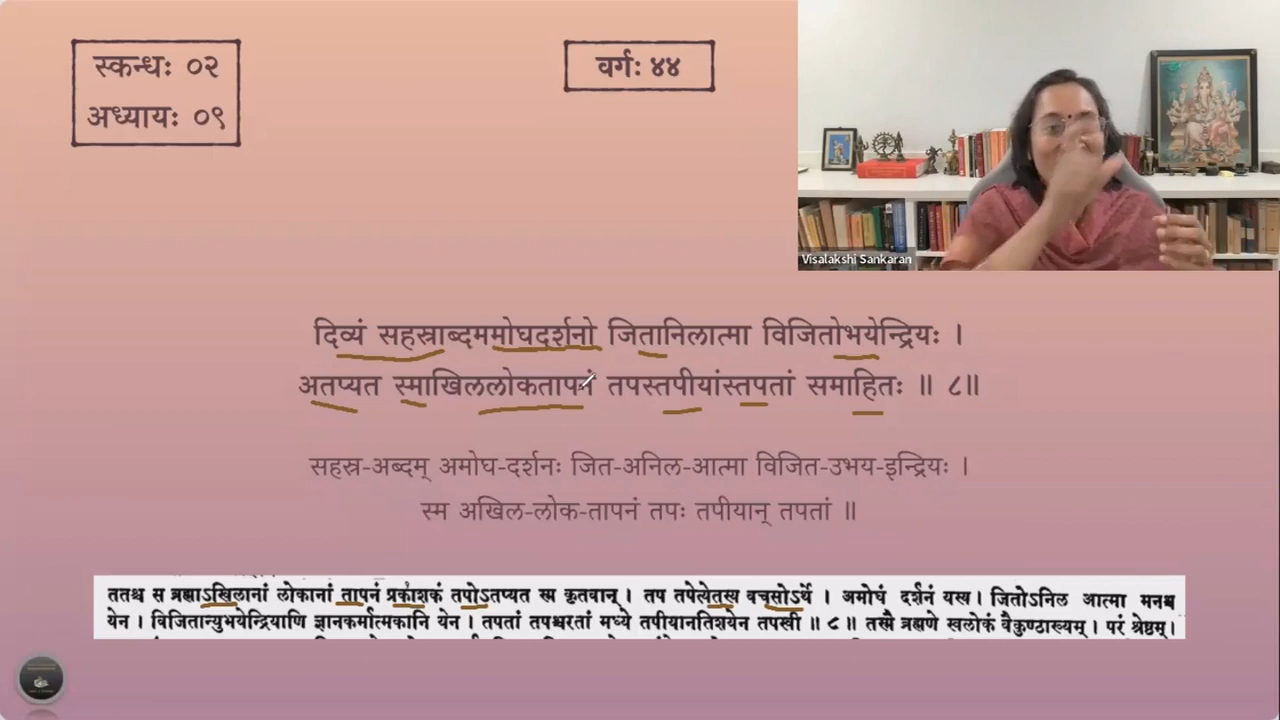 स्कन्धः ०२
अध्यायः ०९
वर्गः ४४
Visalakshi Sankaran
दिव्यं सहस्राब्दममोघदर्शनो जितानिलात्मा विजितोभयेन्द्रियः ।
अतप्यत स्माखिललोकतापनं तपस्तपीयांस्तपतां समाहितः ॥ ८॥
सहस्र-अब्दम् अमोघ-दर्शनः जित-अनिल-आत्मा विजित-उभय-इन्द्रियः ।
स्म अखिल-लोक-तापनं तपः तपीयान् तपतां ॥
ततश्च स ब्रह्माऽखिलानां लोकानां तापनं प्रकाशकं तपोऽतप्यत स्म कृतवान् । तप तपेत्येतस्य वचसोऽर्थे । अमोघं दर्शनं यस्य । जितोऽनिल आत्मा मनश्च
येन । विजितान्युभयेन्द्रियाणि ज्ञानकर्मात्मकानि येन । तपतां तपश्चरतां मध्ये तपीयानतिशयेन तपस्वी ॥ ८ ॥ तस्मै ब्रह्मणे स्वलोकं वैकुण्ठाख्यम् । परं श्रेष्ठम् ।